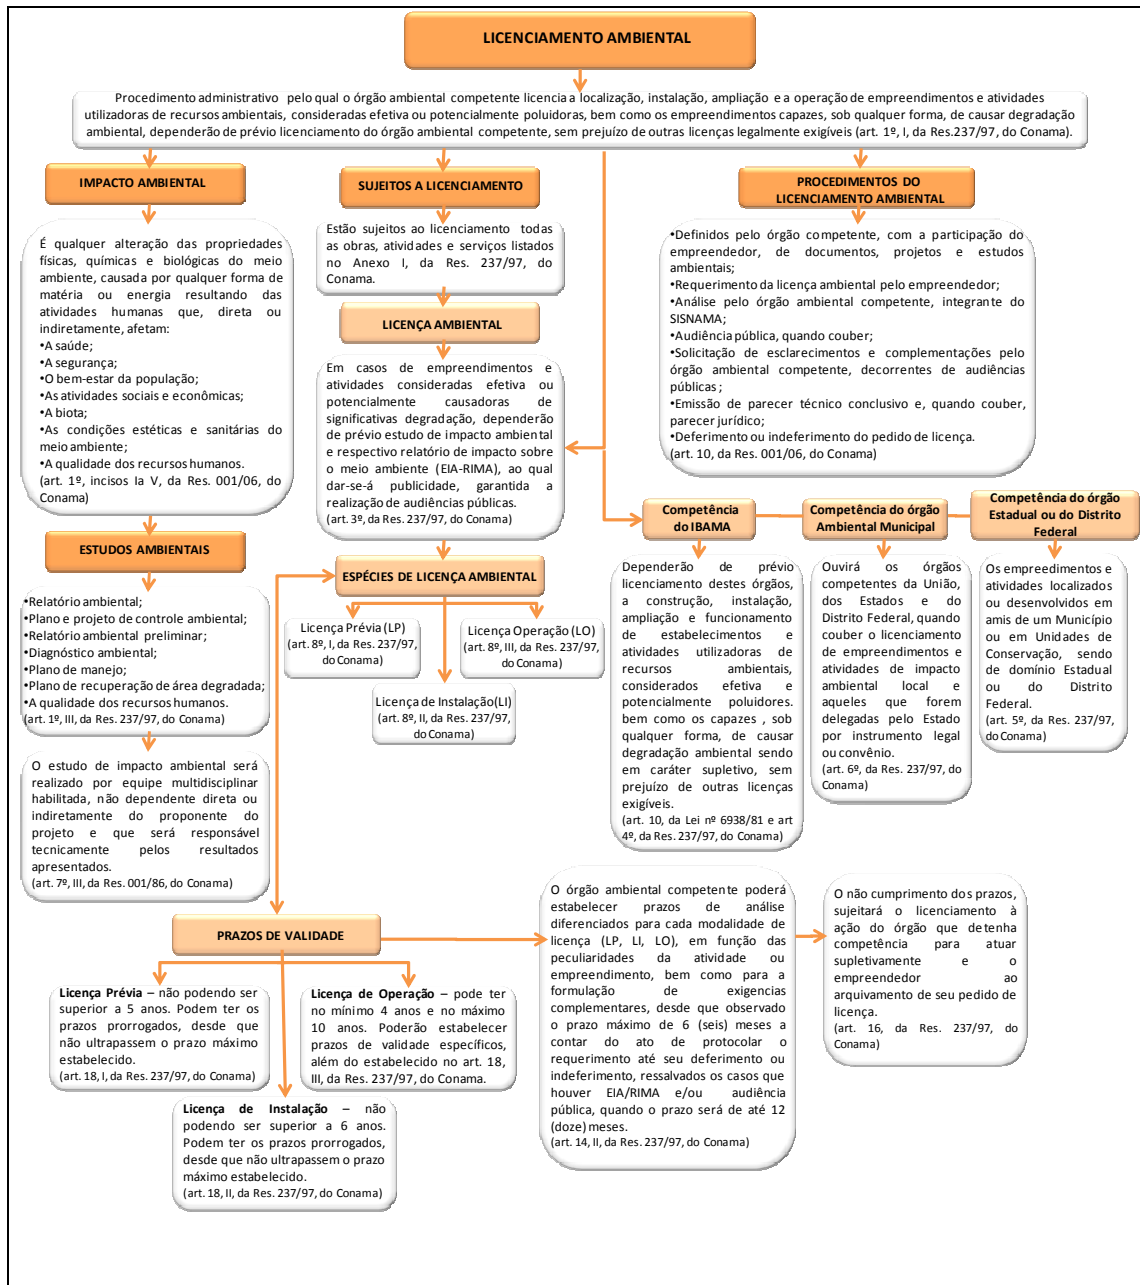 LICENCIAMENTO AMBIENTAL
Procedimento administrativo pelo qual o órgão ambiental competente licencia a localização, instalação, ampliação e a operação de empreendimentos e atividades
utilizadoras de recursos ambientais, consideradas efetiva ou potencialmente poluidoras, bem como os empreendimentos capazes, sob qualquer forma, de causar degradação
ambiental, dependerão de prévio licenciamento do órgão ambiental competente, sem prejuízo de outras licenças legalmente exigíveis (art. 1º, I, da Res.237/97, do Conama).
IMPACTO AMBIENTAL
É qualquer alteração das propriedades
físicas, químicas e biológicas do meio
ambiente, causada por qualquer forma de
matéria ou energia resultando das
atividades humanas que, direta ou
indiretamente, afetam:
•A saúde;
•A segurança;
•O bem-estar da população;
•As atividades sociais e econômicas;
•A biota;
•As condições estéticas e sanitárias do
meio ambiente;
•A qualidade dos recursos humanos.
(art. 1º, incisos Ia V, da Res. 001/06, do
Conama)
ESTUDOS AMBIENTAIS
•Relatório ambiental;
•Plano e projeto de controle ambiental;
•Relatório ambiental preliminar;
•Diagnóstico ambiental;
•Plano de manejo;
•Plano de recuperação de área degradada;
•A qualidade dos recursos humanos.
(art. 1º, III, da Res. 237/97, do Conama)
O estudo de impacto ambiental será
realizado por equipe multidisciplinar
habilitada, não dependente direta ou
indiretamente do proponente do
projeto e que será responsável
tecnicamente pelos resultados
apresentados.
(art. 7º, III, da Res. 001/86, do Conama)
SUJEITOS A LICENCIAMENTO
Estão sujeitos ao licenciamento todas
as obras, atividades e serviços listados
no Anexo I, da Res. 237/97, do
Conama.
LICENÇA AMBIENTAL
Em casos de empreendimentos e
atividades consideradas efetiva ou
potencialmente causadoras de
significativas degradação, dependerão
de prévio estudo de impacto ambiental
e respectivo relatório de impacto sobre
o meio ambiente (EIA-RIMA), ao qual
dar-se-á publicidade, garantida a
realização de audiências públicas.
(art. 3º, da Res. 237/97, do Conama)
ESPÉCIES DE LICENÇA AMBIENTAL
Licença Prévia (LP)
(art. 8º, I, da Res. 237/97,
do Conama)
Licença Operação (LO)
(art. 8º, III, da Res. 237/97,
do Conama)
Licença de Instalação(LI)
(art. 8º, II, da Res. 237/97,
do Conama)
PROCEDIMENTOS DO
LICENCIAMENTO AMBIENTAL
•Definidos pelo órgão competente, com a participação do
empreendedor, de documentos, projetos e estudos
ambientais;
•Requerimento da licença ambiental pelo empreendedor;
•Análise pelo órgão ambiental competente, integrante do
SISNAMA;
•Audiência pública, quando couber;
•Solicitação de esclarecimentos e complementações pelo
órgão ambiental competente, decorrentes de audiências
públicas ;
•Emissão de parecer técnico conclusivo e, quando couber,
parecer jurídico;
•Deferimento ou indeferimento do pedido de licença.
(art. 10, da Res. 001/06, do Conama)
Competência
do IBAMA
Dependerão de prévio
licenciamento destes órgãos,
a construção, instalação,
ampliação e funcionamento
de estabelecimentos e
atividades utilizadoras de
recursos ambientais,
considerados efetiva e
potencialmente poluidores.
bem como os capazes , sob
qualquer forma, de causar
degradação ambiental sendo
em caráter supletivo, sem
prejuízo de outras licenças
exigíveis.
(art. 10, da Lei nº 6938/81 e art
4º, da Res. 237/97, do Conama)
Competência do órgão
Ambiental Municipal
Ouvirá os órgãos
competentes da União,
dos Estados e do
Distrito Federal, quando
couber o licenciamento
de empreendimentos e
atividades de impacto
ambiental local e
aqueles que forem
delegadas pelo Estado
por instrumento legal
ou convênio.
(art. 6º, da Res. 237/97, do
Conama)
Competência do órgão
Estadual ou do Distrito
Federal
Os empreedimentos e
atividades localizados
ou desenvolvidos em
amis de um Município
ou em Unidades de
Conservação, sendo
de domínio Estadual
ou do Distrito
Federal.
(art. 5º, da Res. 237/97, do
Conama)
PRAZOS DE VALIDADE
Licença Prévia – não podendo ser
superior a 5 anos. Podem ter os
prazos prorrogados, desde que
não ultrapassem o prazo máximo
estabelecido.
(art. 18, I, da Res. 237/97, do Conama)
Licença de Operação – pode ter
no mínimo 4 anos e no máximo
10 anos. Poderão estabelecer
prazos de validade específicos,
além do estabelecido no art. 18,
III, da Res. 237/97, do Conama.
Licença de Instalação – não
podendo ser superior a 6 anos.
Podem ter os prazos prorrogados,
desde que não ultrapassem o prazo
máximo estabelecido.
(art. 18, II, da Res. 237/97, do Conama)
O órgão ambiental competente poderá
estabelecer prazos de análise
diferenciados para cada modalidade de
licença (LP, LI, LO), em função das
peculiaridades da atividade ou
empreendimento, bem como para a
formulação de exigencias
complementares, desde que observado
o prazo máximo de 6 (seis) meses a
contar do ato de protocolar o
requerimento até seu deferimento ou
indeferimento, ressalvados os casos que
houver EIA/RIMA e/ou audiência
pública, quando o prazo será de até 12
(doze) meses.
(art. 14, II, da Res. 237/97, do Conama)
O não cumprimento dos prazos,
sujeitará o licenciamento à
ação do órgão que detenha
competência para atuar
supletivamente e o
empreendedor ao
arquivamento de seu pedido de
licença.
(art. 16, da Res. 237/97, do
Conama)